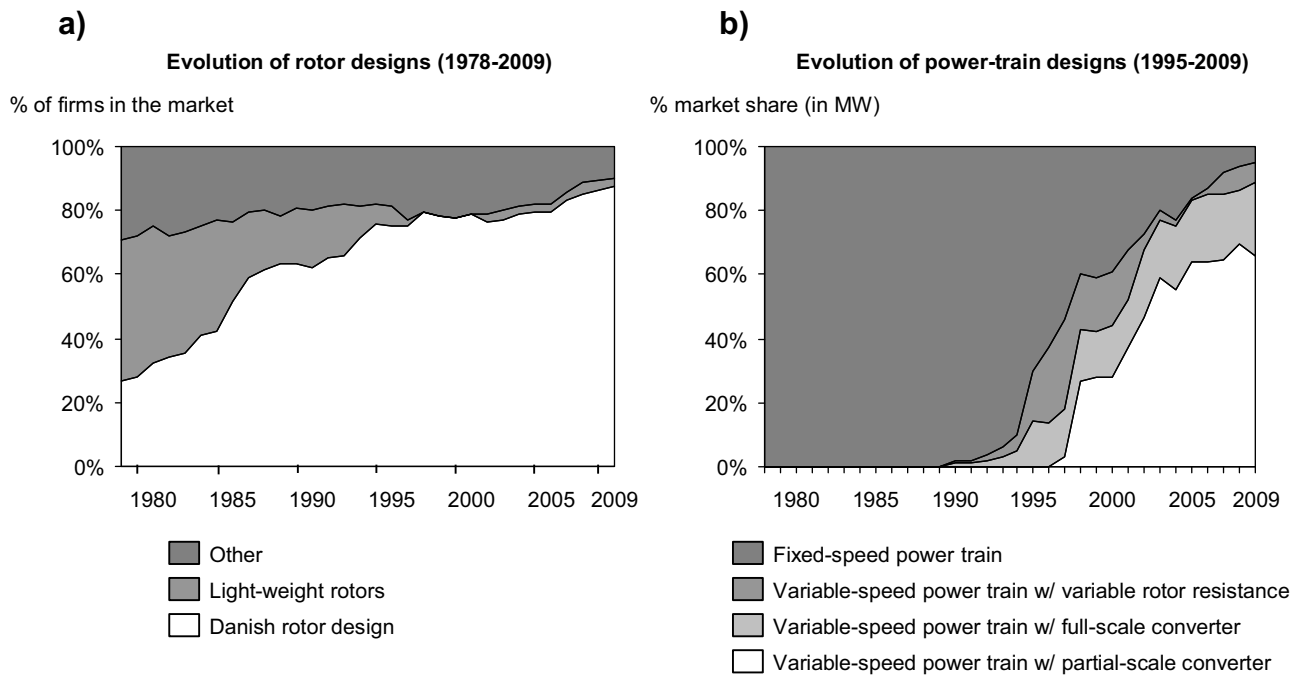 a)
Evolution of rotor designs (1978-2009)
% of firms in the market
100%
80%
60%
40%
20%
0%
1980 1985 1990 1995 2000 2005 2009
Other
Light-weight rotors
Danish rotor design
b)
Evolution of power-train designs (1995-2009)
% market share (in MW)
100%
80%
60%
40%
20%
0%
1980 1985 1990 1995 2000 2005 2009
Fixed-speed power train
Variable-speed power train w/ variable rotor resistance
Variable-speed power train w/ full-scale converter
Variable-speed power train w/ partial-scale converter